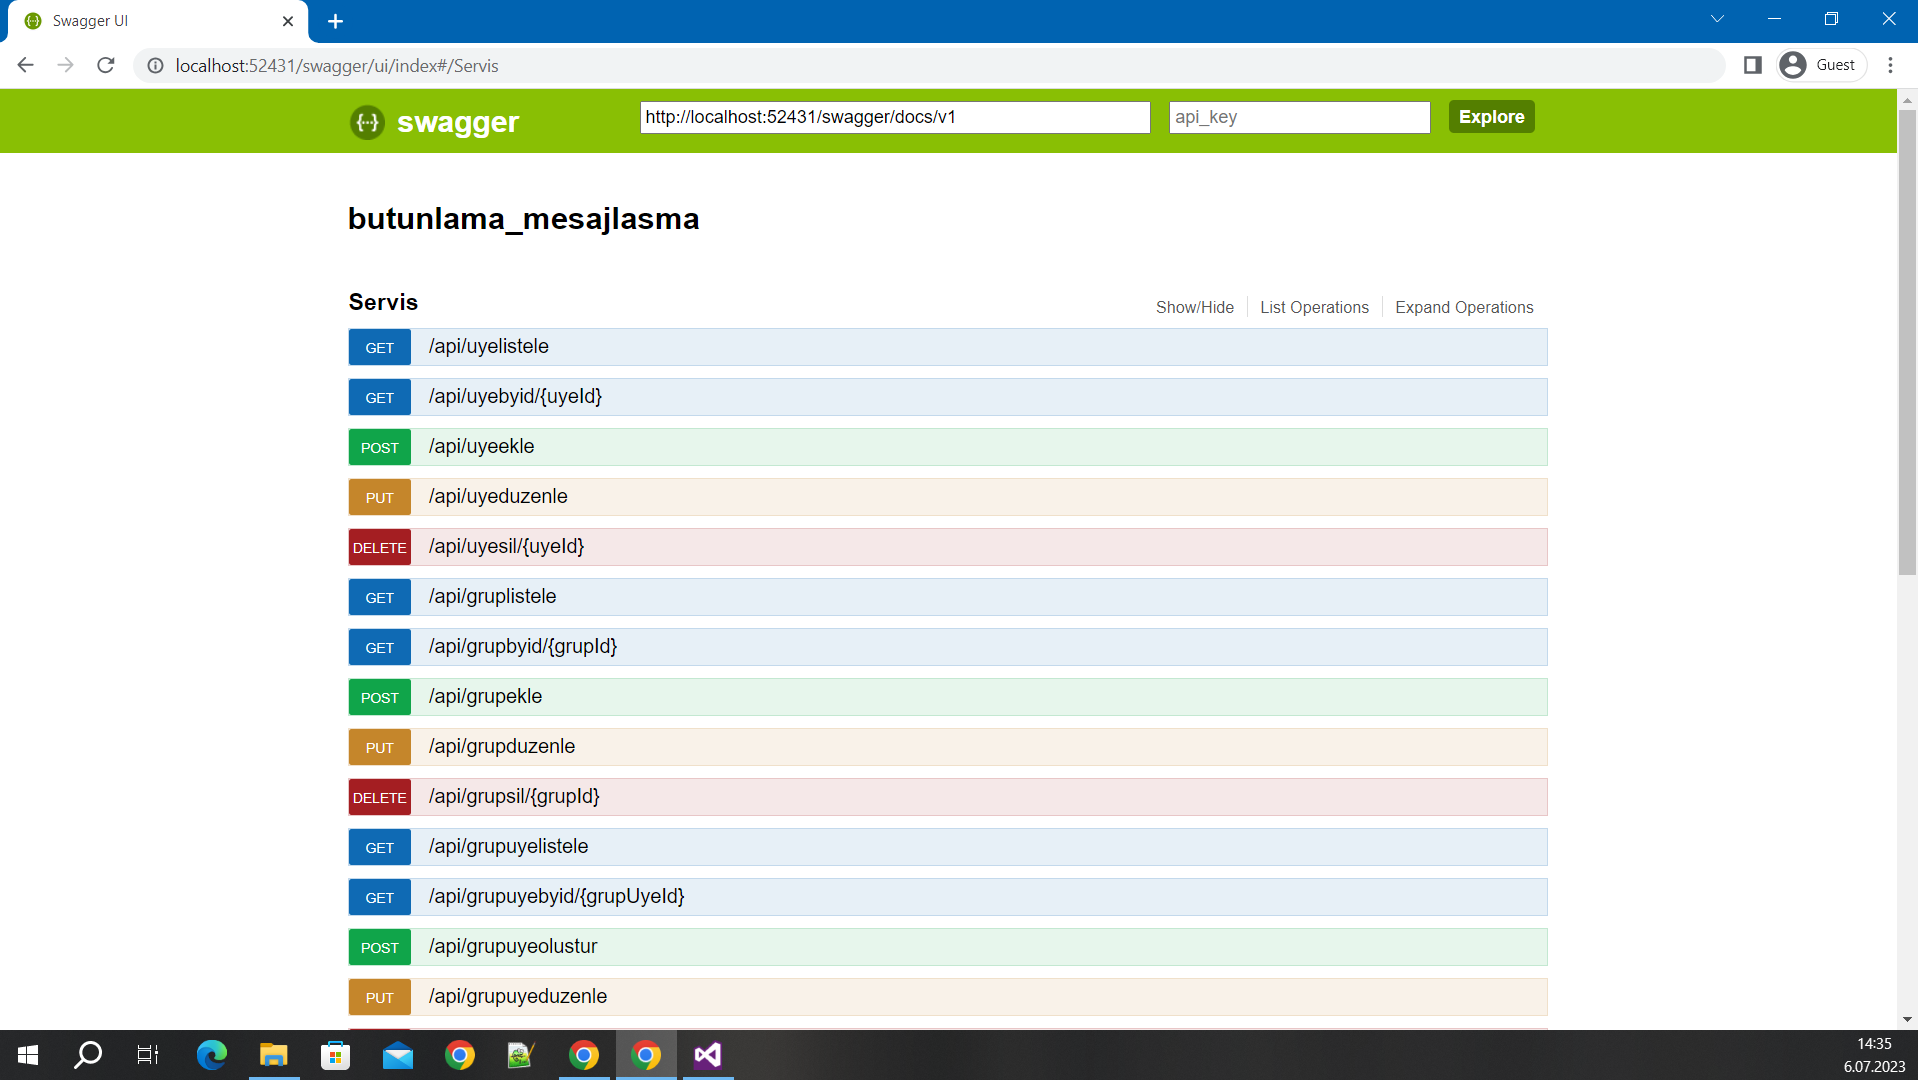 Swagger UI
localhost:52431/swagger/ui/index#/Servis
Guest
{···} swagger
http://localhost:52431/swagger/docs/v1
api_key
Explore
butunlama_mesajlasma
Servis
Show/Hide
List Operations
Expand Operations
GET /api/uyelistele
GET /api/uyebyid/{uyeId}
POST /api/uyeekle
PUT /api/uyeduzenle
DELETE /api/uyesil/{uyeId}
GET /api/gruplistele
GET /api/grupbyid/{grupId}
POST /api/grupekle
PUT /api/grupduzenle
DELETE /api/grupsil/{grupId}
GET /api/grupuyelistele
GET /api/grupuyebyid/{grupUyeId}
POST /api/grupuyeolustur
PUT /api/grupuyeduzenle
14:35
6.07.2023